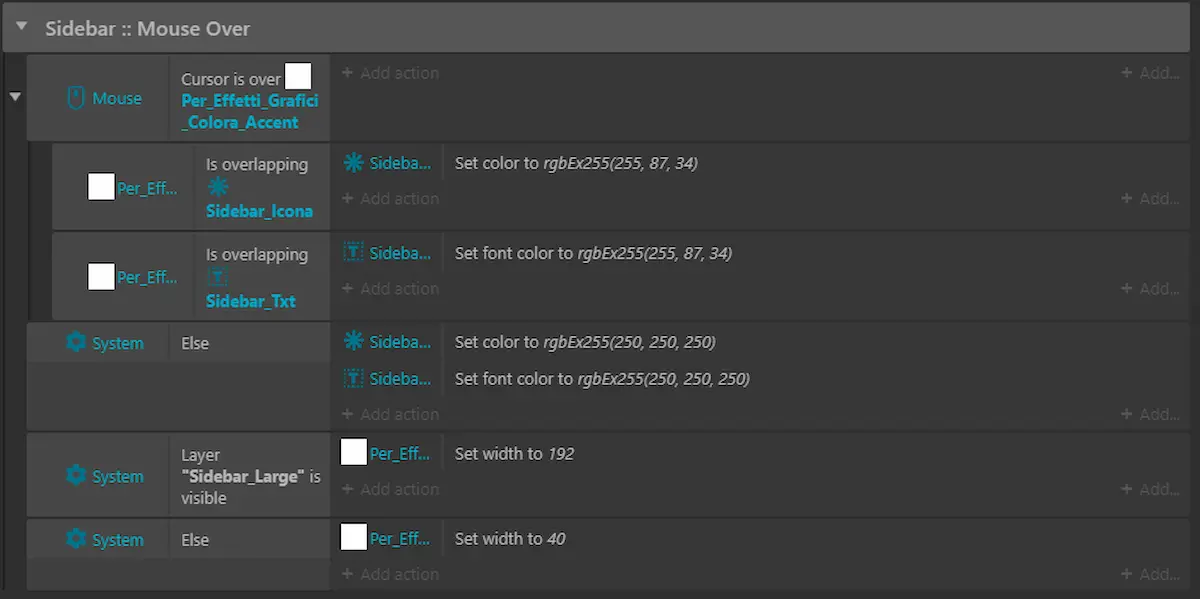 Sidebar :: Mouse Over
Mouse
Cursor is over
Per_Effetti_Grafici
_Colora_Accent
+ Add action
+ Add...
Per_Eff...
Is overlapping
Sidebar_Icona
Sideba...
Set color to rgbEx255(255, 87, 34)
+ Add action
+ Add...
Per_Eff...
Is overlapping
Sidebar_Txt
Sideba...
Set font color to rgbEx255(255, 87, 34)
+ Add action
+ Add...
System
Else
Sideba...
Set color to rgbEx255(250, 250, 250)
Sideba...
Set font color to rgbEx255(250, 250, 250)
+ Add action
+ Add...
System
Layer
"Sidebar_Large" is
visible
Per_Eff...
Set width to 192
+ Add action
+ Add...
System
Else
Per_Eff...
Set width to 40
+ Add action
+ Add...